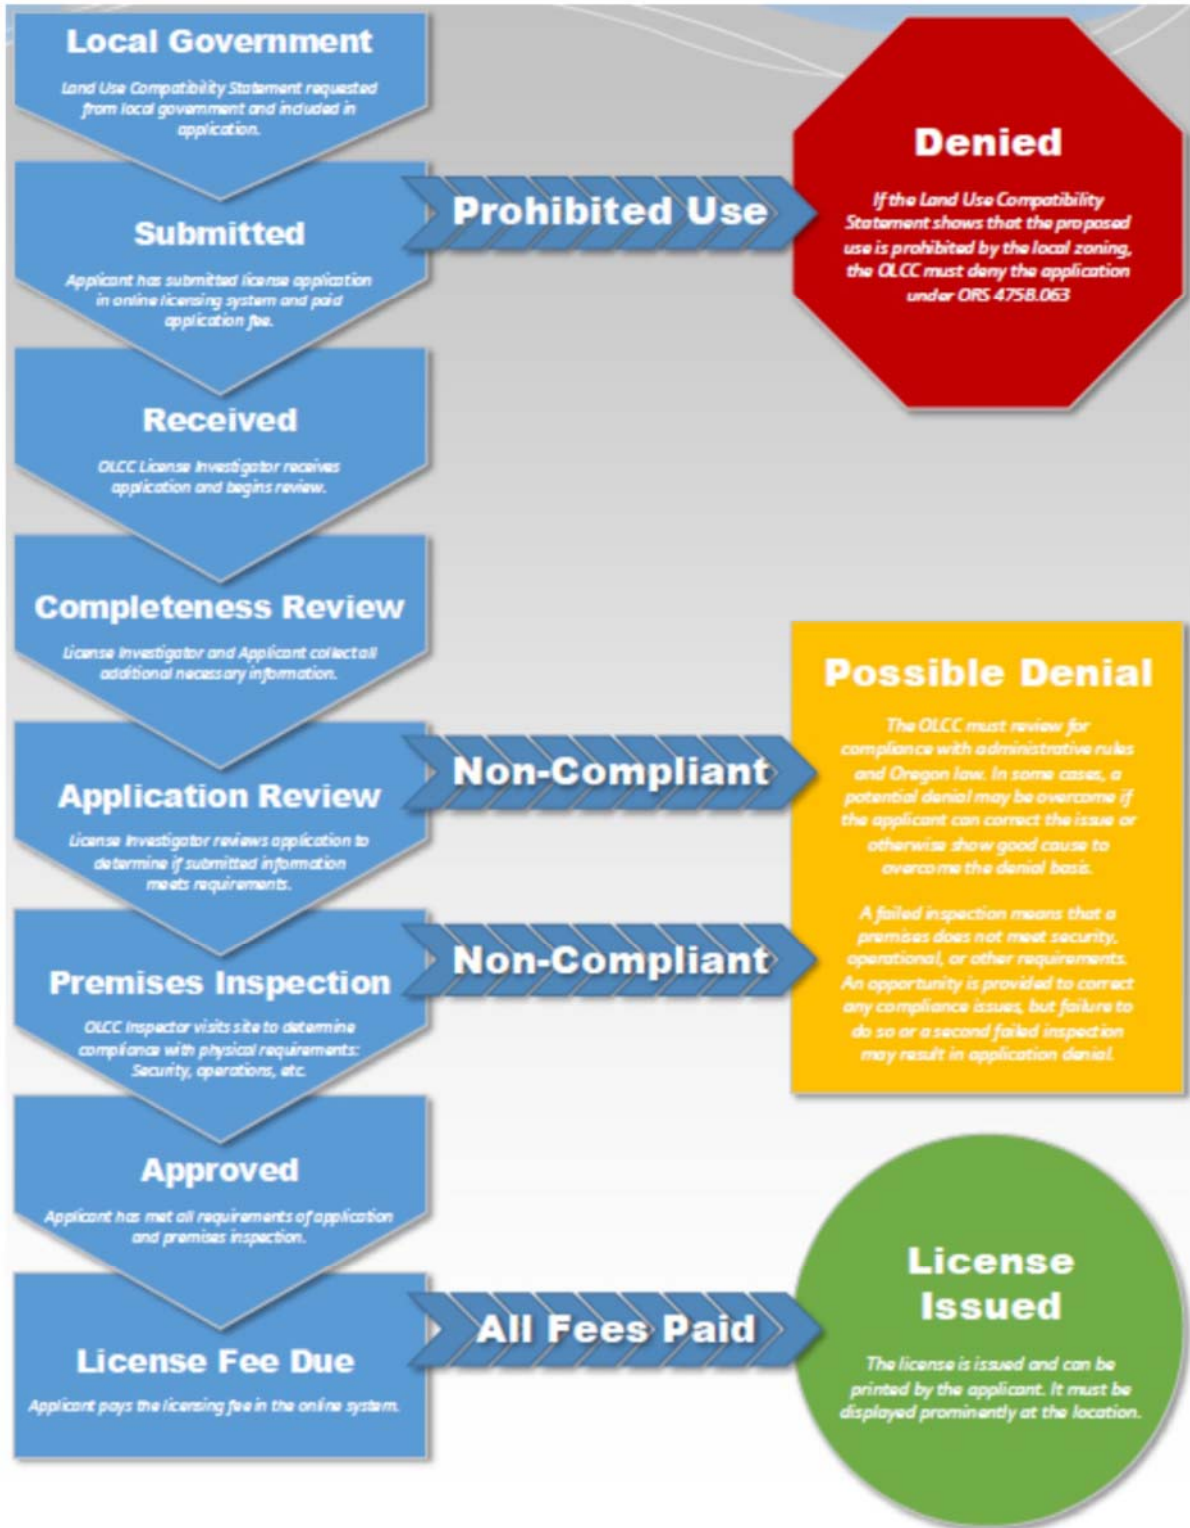 Local Government
Land Use Compatibility Statement requested
from local government and included in
application.
Submitted
Applicant has submitted license application
in online licensing system and paid
application fee.
Prohibited Use
Denied
If the Land Use Compatibility
Statement shows that the proposed
use is prohibited by the local zoning,
the OLCC must deny the application
under ORS 475B.063
Received
OLCC License Investigator receives
application and begins review.
Completeness Review
License Investigator and Applicant collect all
additional necessary information.
Application Review
License Investigator reviews application to
determine if submitted information
meets requirements.
Non-Compliant
Premises Inspection
OLCC Inspector visits site to determine
compliance with physical requirements:
Security, operations, etc.
Non-Compliant
Possible Denial
The OLCC must review for
compliance with administrative rules
and Oregon law. In some cases, a
potential denial may be overcome if
the applicant can correct the issue or
otherwise show good cause to
overcome the denial basis.
A failed inspection means that a
premises does not meet security,
operational, or other requirements.
An opportunity is provided to correct
any compliance issues, but failure to
do so or a second failed inspection
may result in application denial.
Approved
Applicant has met all requirements of application
and premises inspection.
License Fee Due
Applicant pays the licensing fee in the online system.
All Fees Paid
License
Issued
The license is issued and can be
printed by the applicant. It must be
displayed prominently at the location.